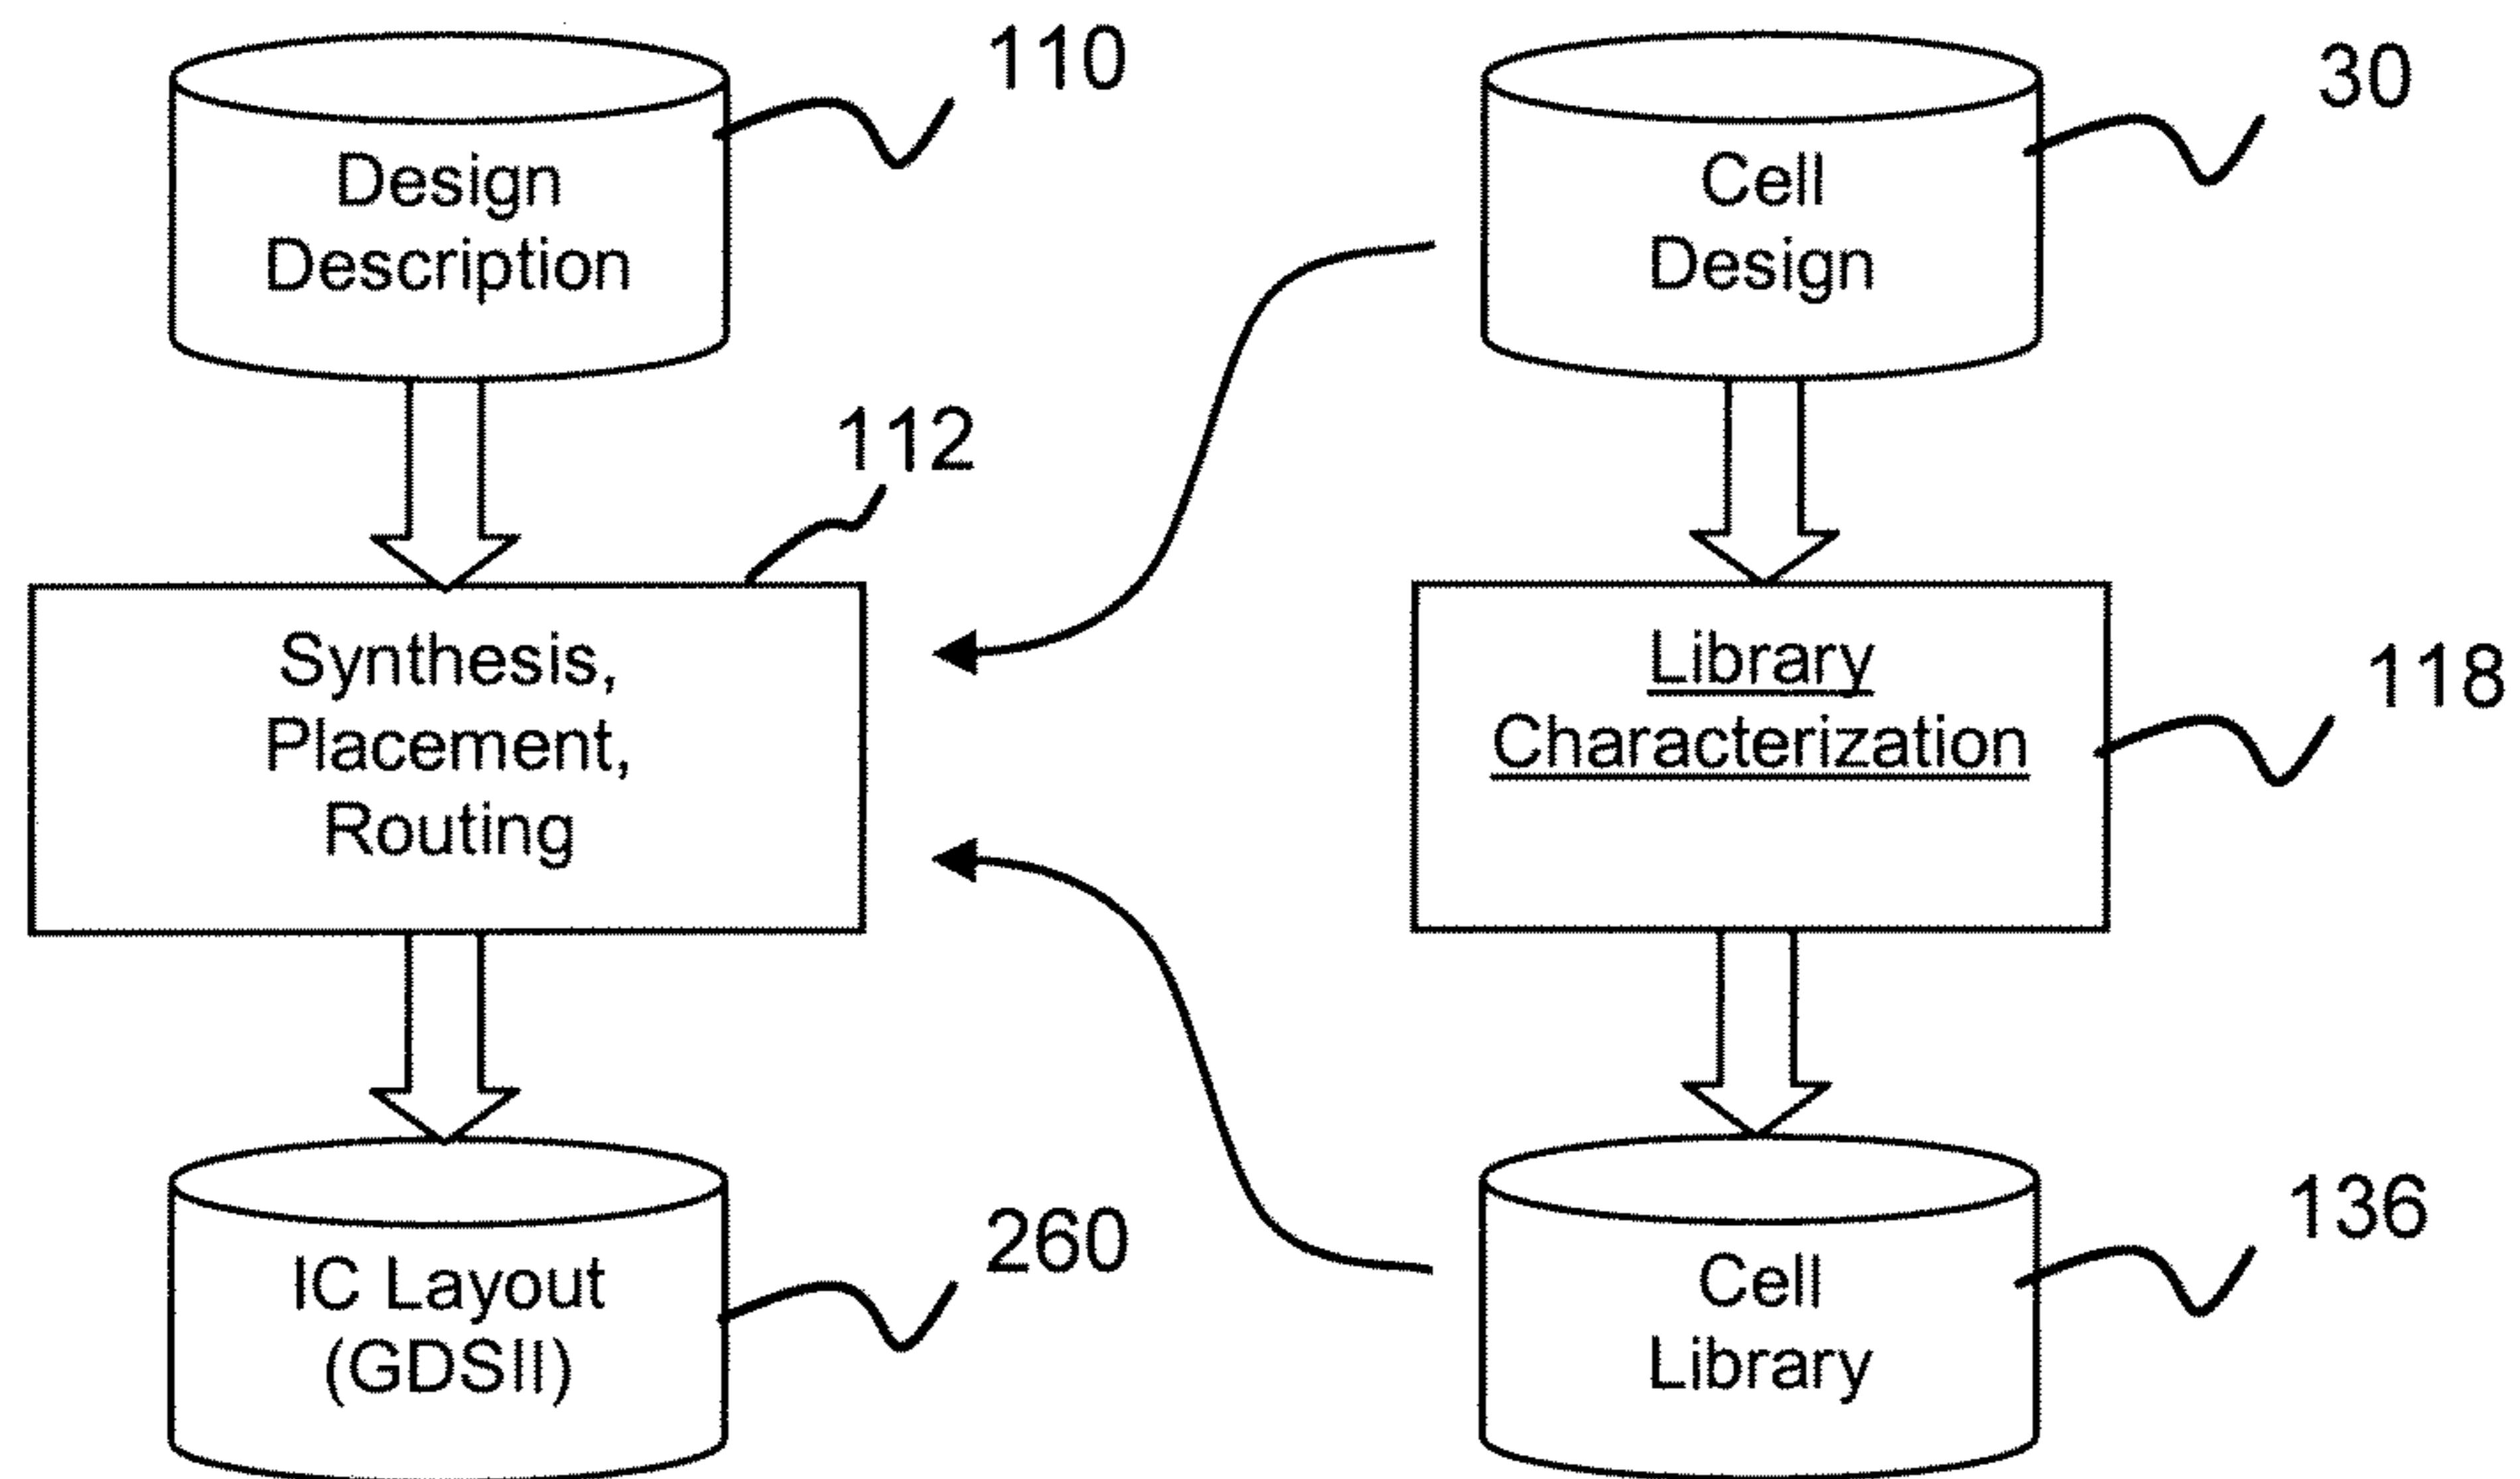 110
Design
Description
30
Cell
Design
112
Synthesis,
Placement,
Routing
Library
Characterization
118
IC Layout
(GDSII)
260
Cell
Library
136